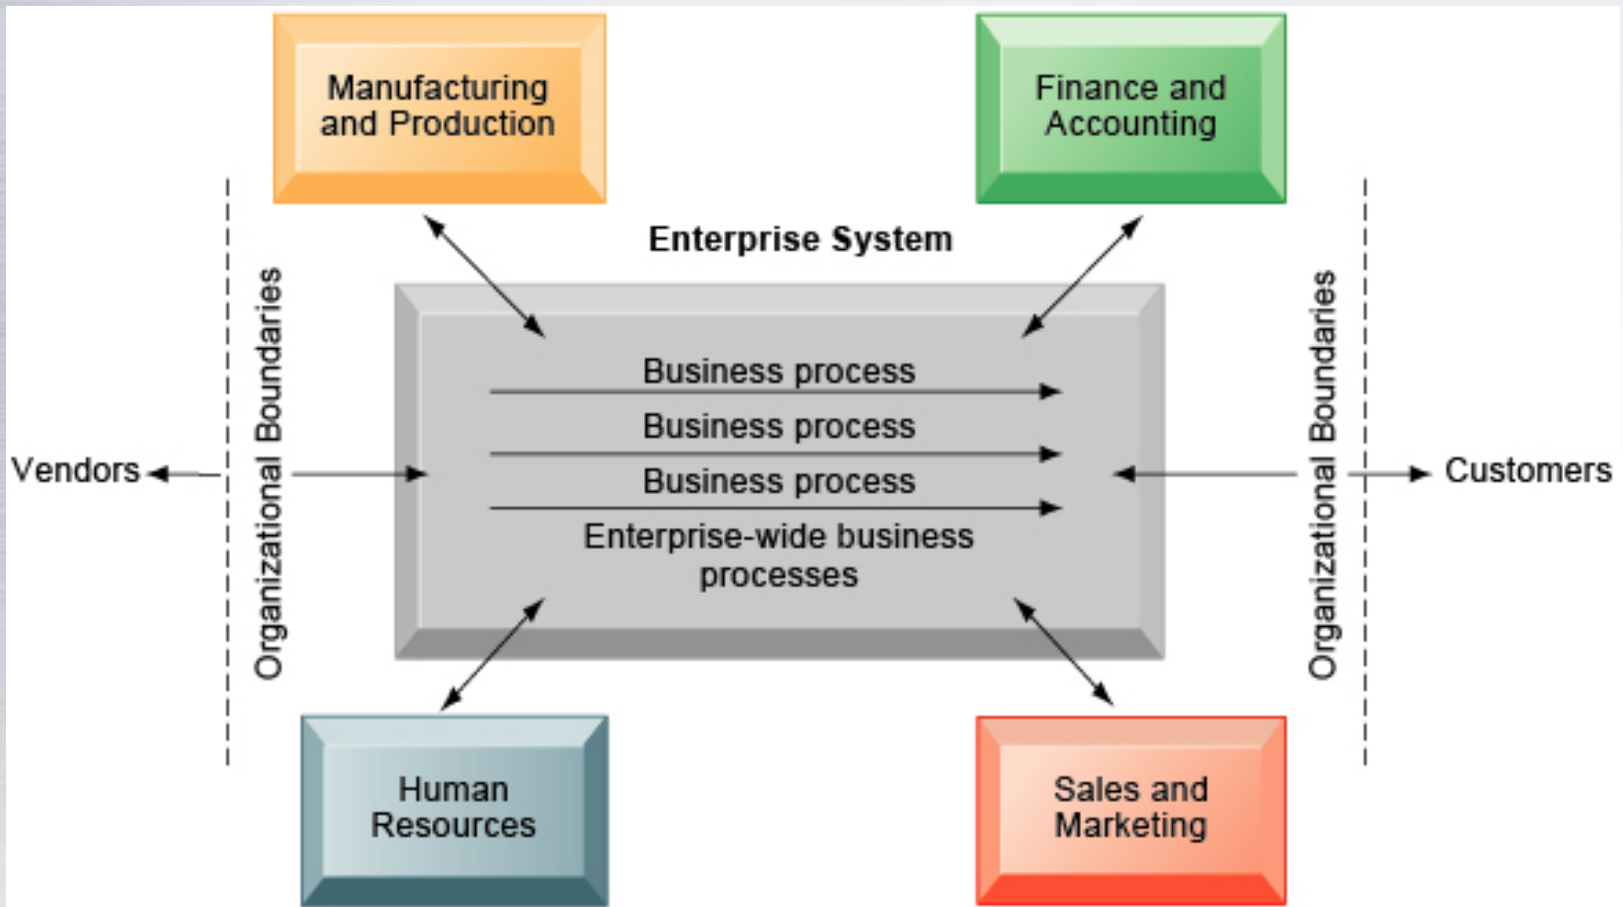 Manufacturing
and Production
Finance and
Accounting
Enterprise System
Organizational Boundaries
Organizational Boundaries
Business process
Business process
Business process
Vendors
Customers
Enterprise-wide business
processes
Human
Resources
Sales and
Marketing